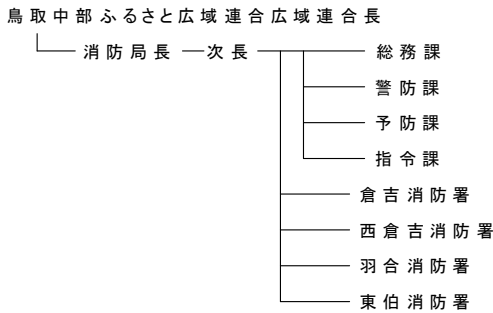 鳥取中部ふるさと広域連合広域連合長
消防局長 次長 総務課
警防課
予防課
指令課
倉吉消防署
西倉吉消防署
羽合消防署
東伯消防署